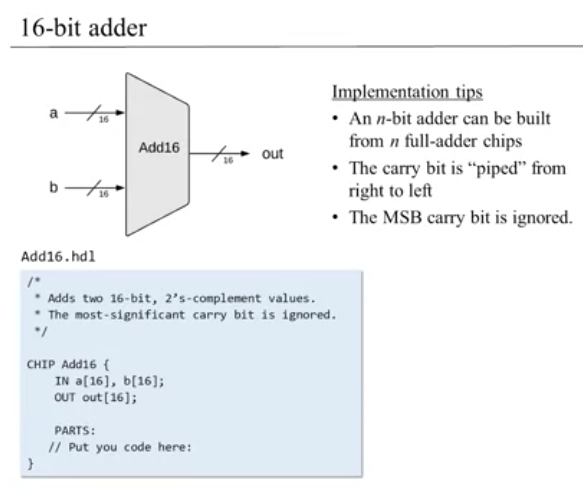 16-bit adder
a
16
b
16
Add16
16
out
Implementation tips
• An n-bit adder can be built
from n full-adder chips
• The carry bit is “piped” from
right to left
• The MSB carry bit is ignored.
Add16.hdl
/*
* Adds two 16-bit, 2’s-complement values.
* The most-significant carry bit is ignored.
*/
CHIP Add16 {
IN a[16], b[16];
OUT out[16];
PARTS:
// Put you code here:
}